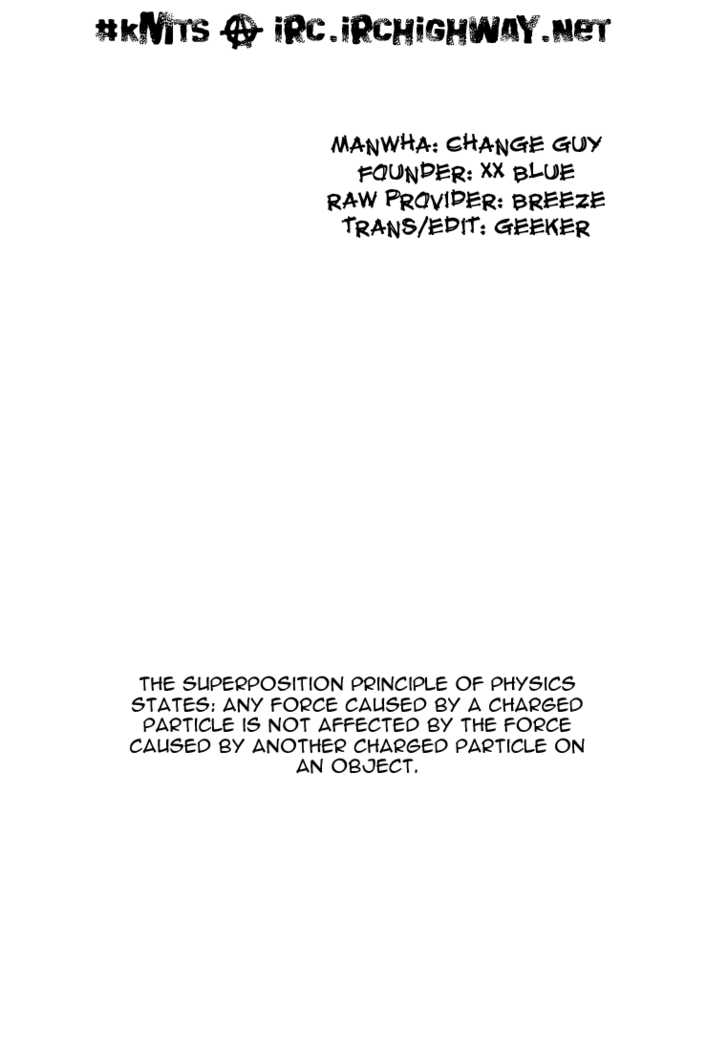 #kMTS @ iRC.iRCHiGHWAY.NeT
MANWHA: CHANGE GUY
FOUNDER: XX BLUE
RAW PROVIDER: BREEZE
TRANS/EDIT: GEEKER
THE SUPERPOSITION PRINCIPLE OF PHYSICS
STATES: ANY FORCE CAUSED BY A CHARGED
PARTICLE IS NOT AFFECTED BY THE FORCE
CAUSED BY ANOTHER CHARGED PARTICLE ON
AN OBJECT.